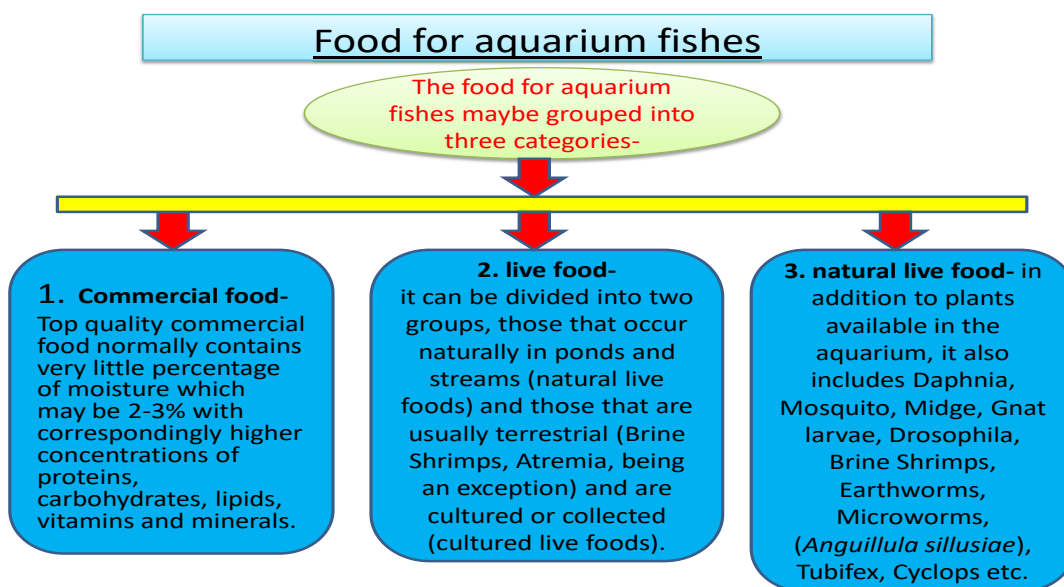 Food for aquarium fishes
The food for aquarium
fishes maybe grouped into
three categories-
1. Commercial food-
Top quality commercial
food normally contains
very little percentage
of moisture which
may be 2-3% with
correspondingly higher
concentrations of
proteins,
carbohydrates, lipids,
vitamins and minerals.
2. live food-
it can be divided into two
groups, those that occur
naturally in ponds and
streams (natural live
foods) and those that are
usually terrestrial (Brine
Shrimps, Atremia, being
an exception) and are
cultured or collected
(cultured live foods).
3. natural live food- in
addition to plants
available in the
aquarium, it also
includes Daphnia,
Mosquito, Midge, Gnat
larvae, Drosophila,
Brine Shrimps,
Earthworms,
Microworms,
(Anguillula sillusiae),
Tubifex, Cyclops etc.